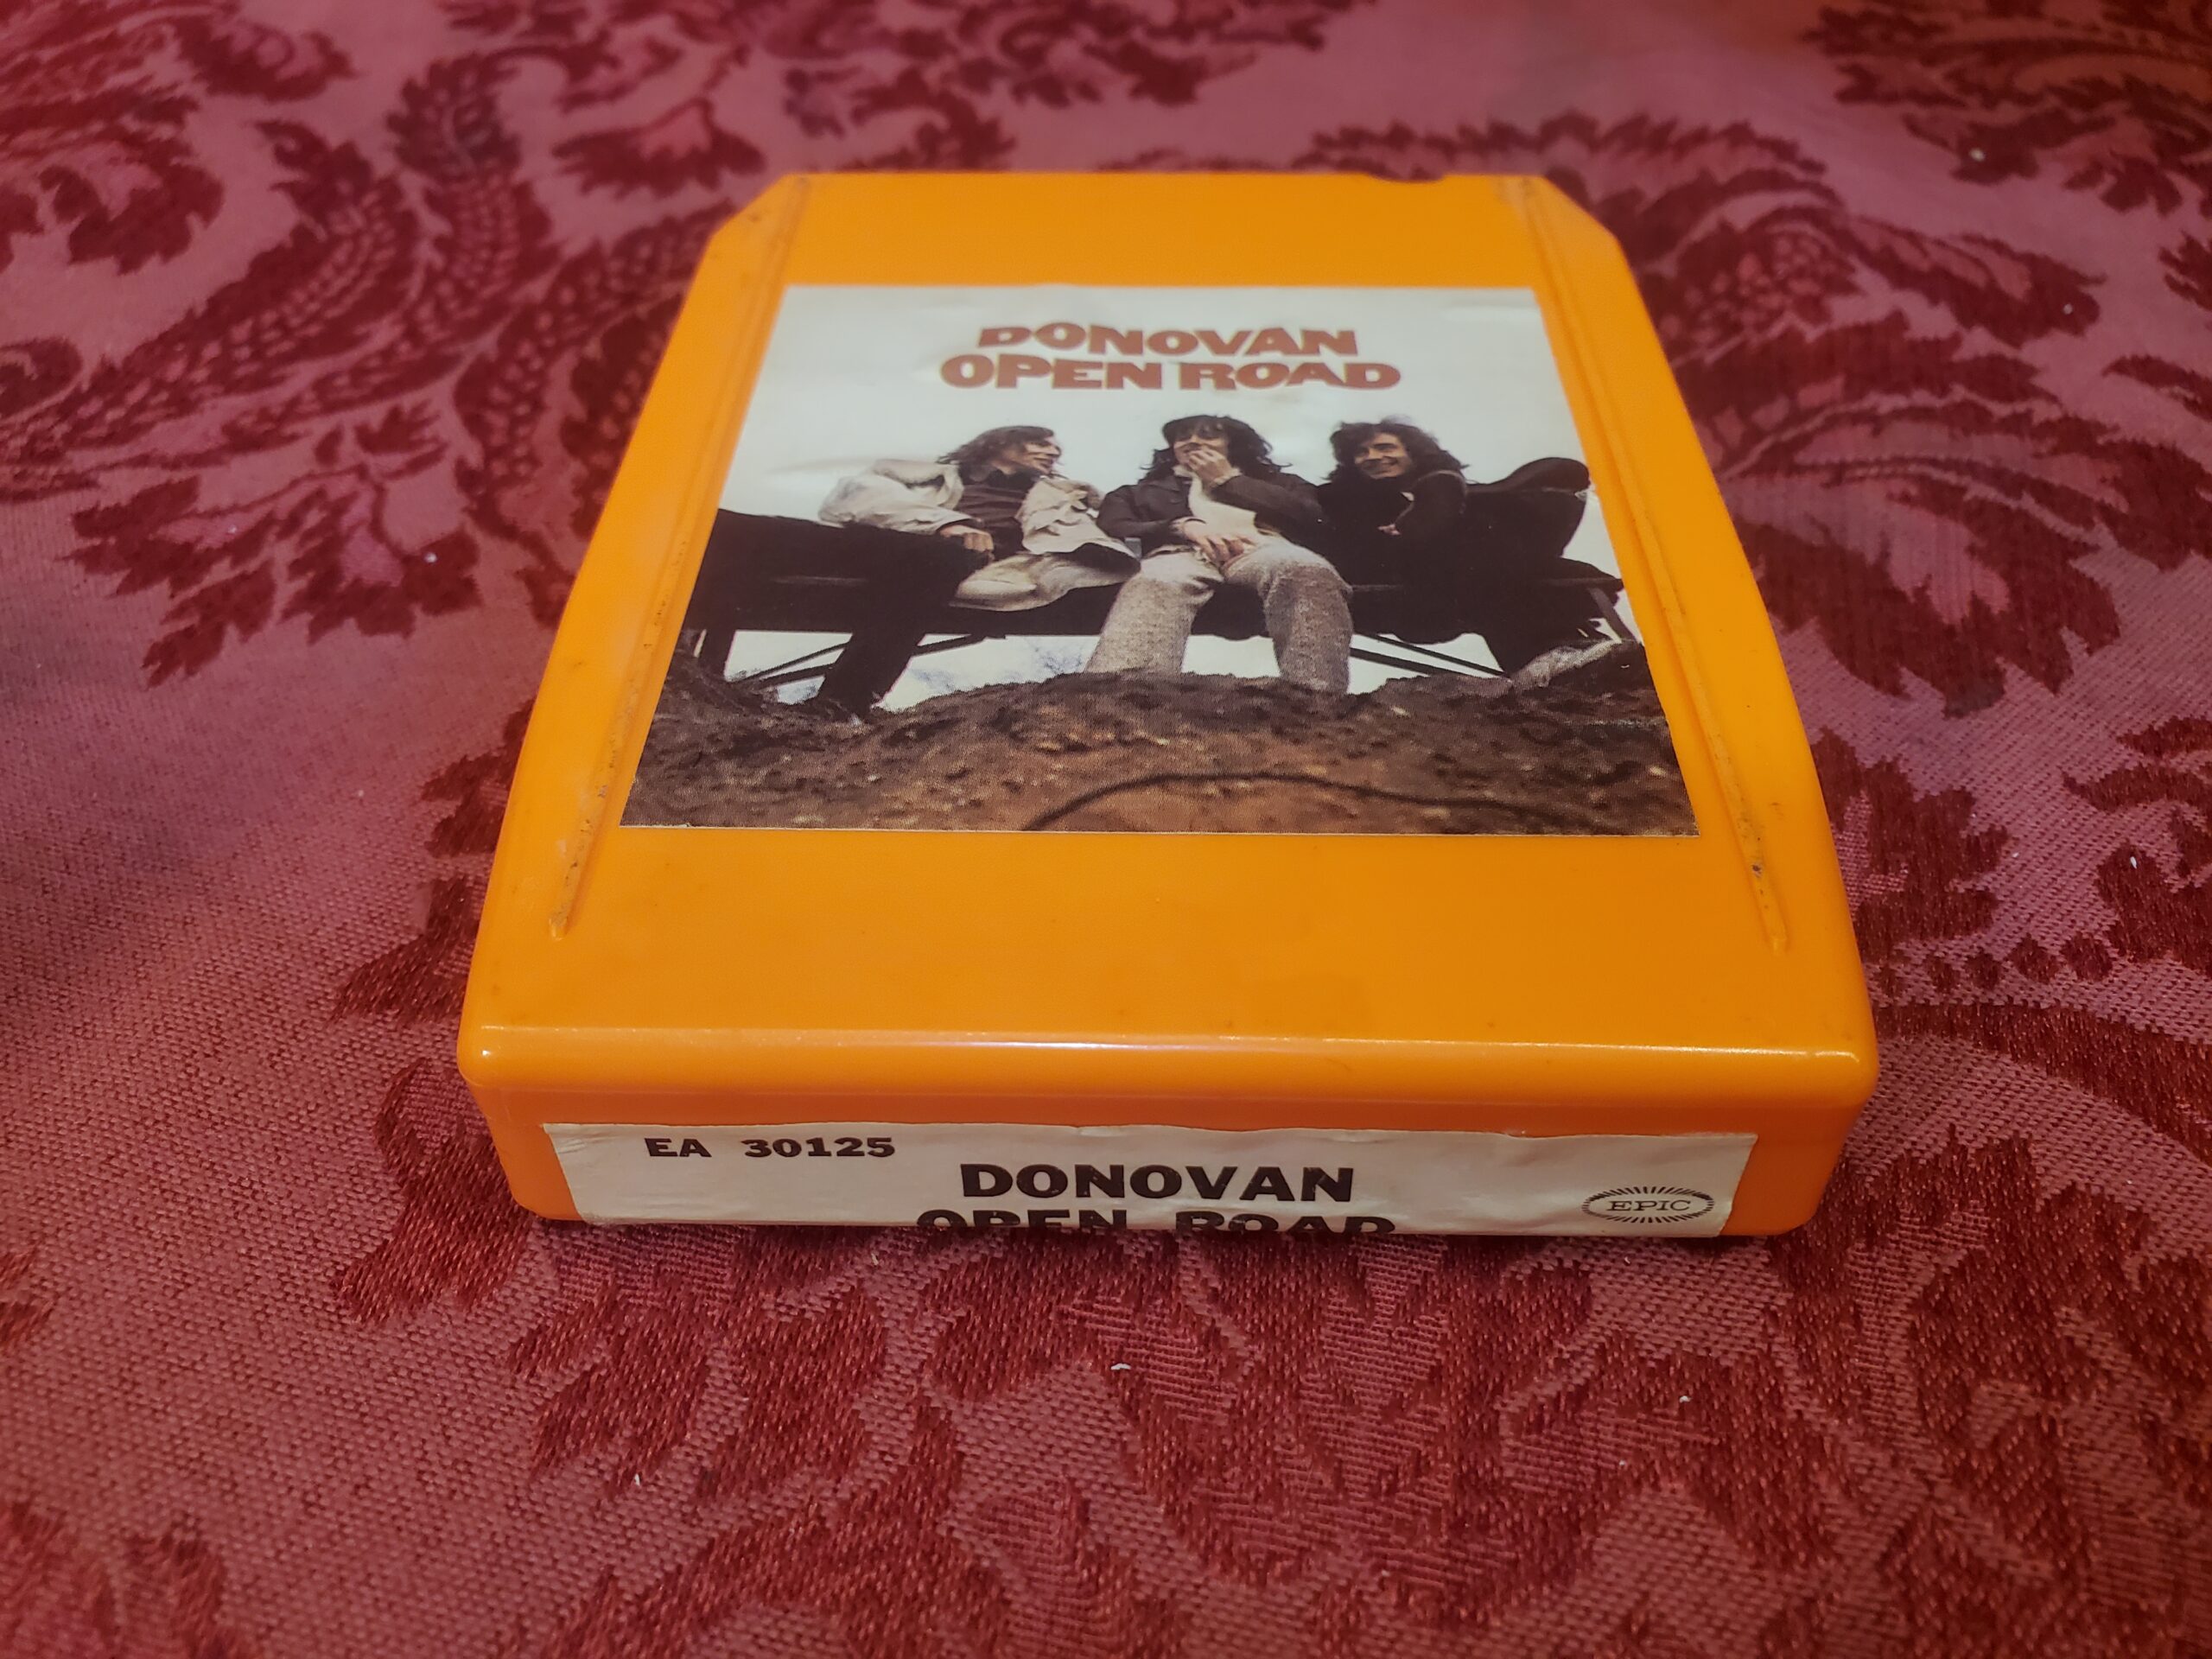 DONOVAN
OPEN ROAD
EA 30125
DONOVAN
OPEN ROAD
EPIC